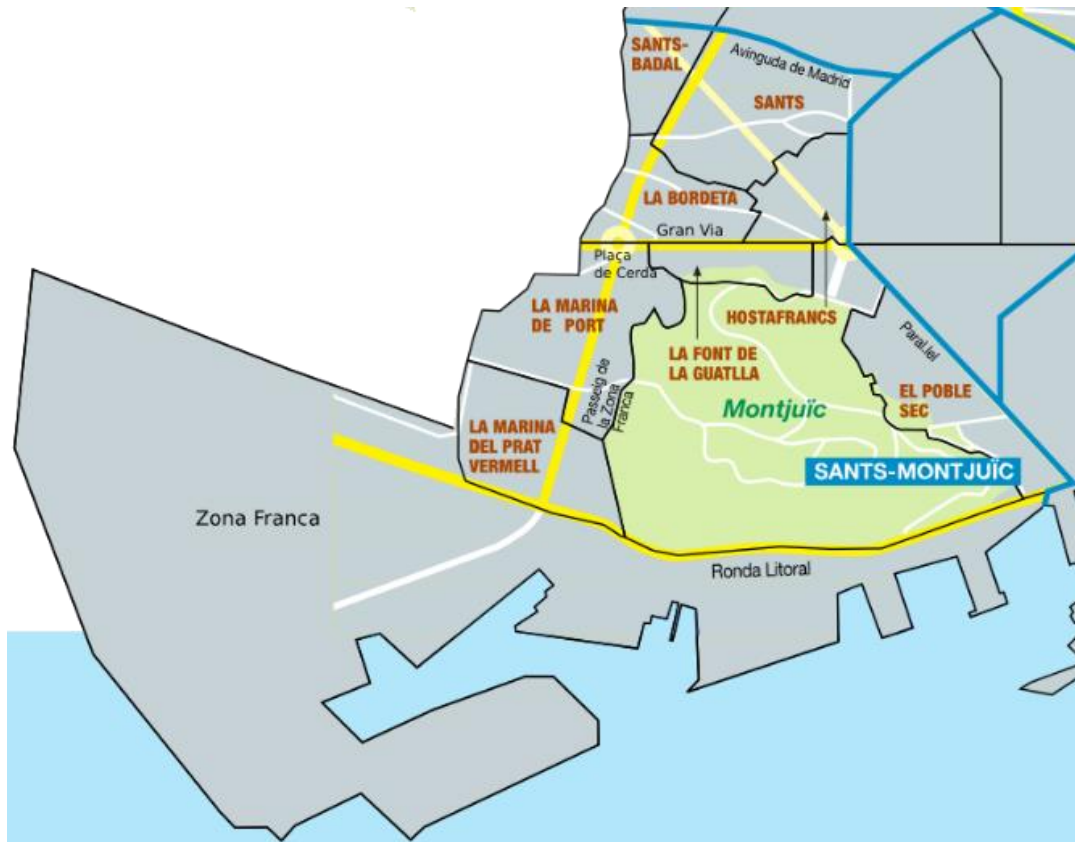 SANTS-
BADAL
Avinguda de Madrid
SANTS
LA BORDETA
Gran Via
Plaça
de Cerdà
LA MARINA
DE PORT
HOSTAFRANCS
LA FONT DE
LA GUATLLA
Paral.lel
Passeig de
la Zona
Franca
EL POBLE
SEC
Montjuïc
LA MARINA
DEL PRAT
VERMELL
SANTS-MONTJUÏC
Zona Franca
Ronda Litoral